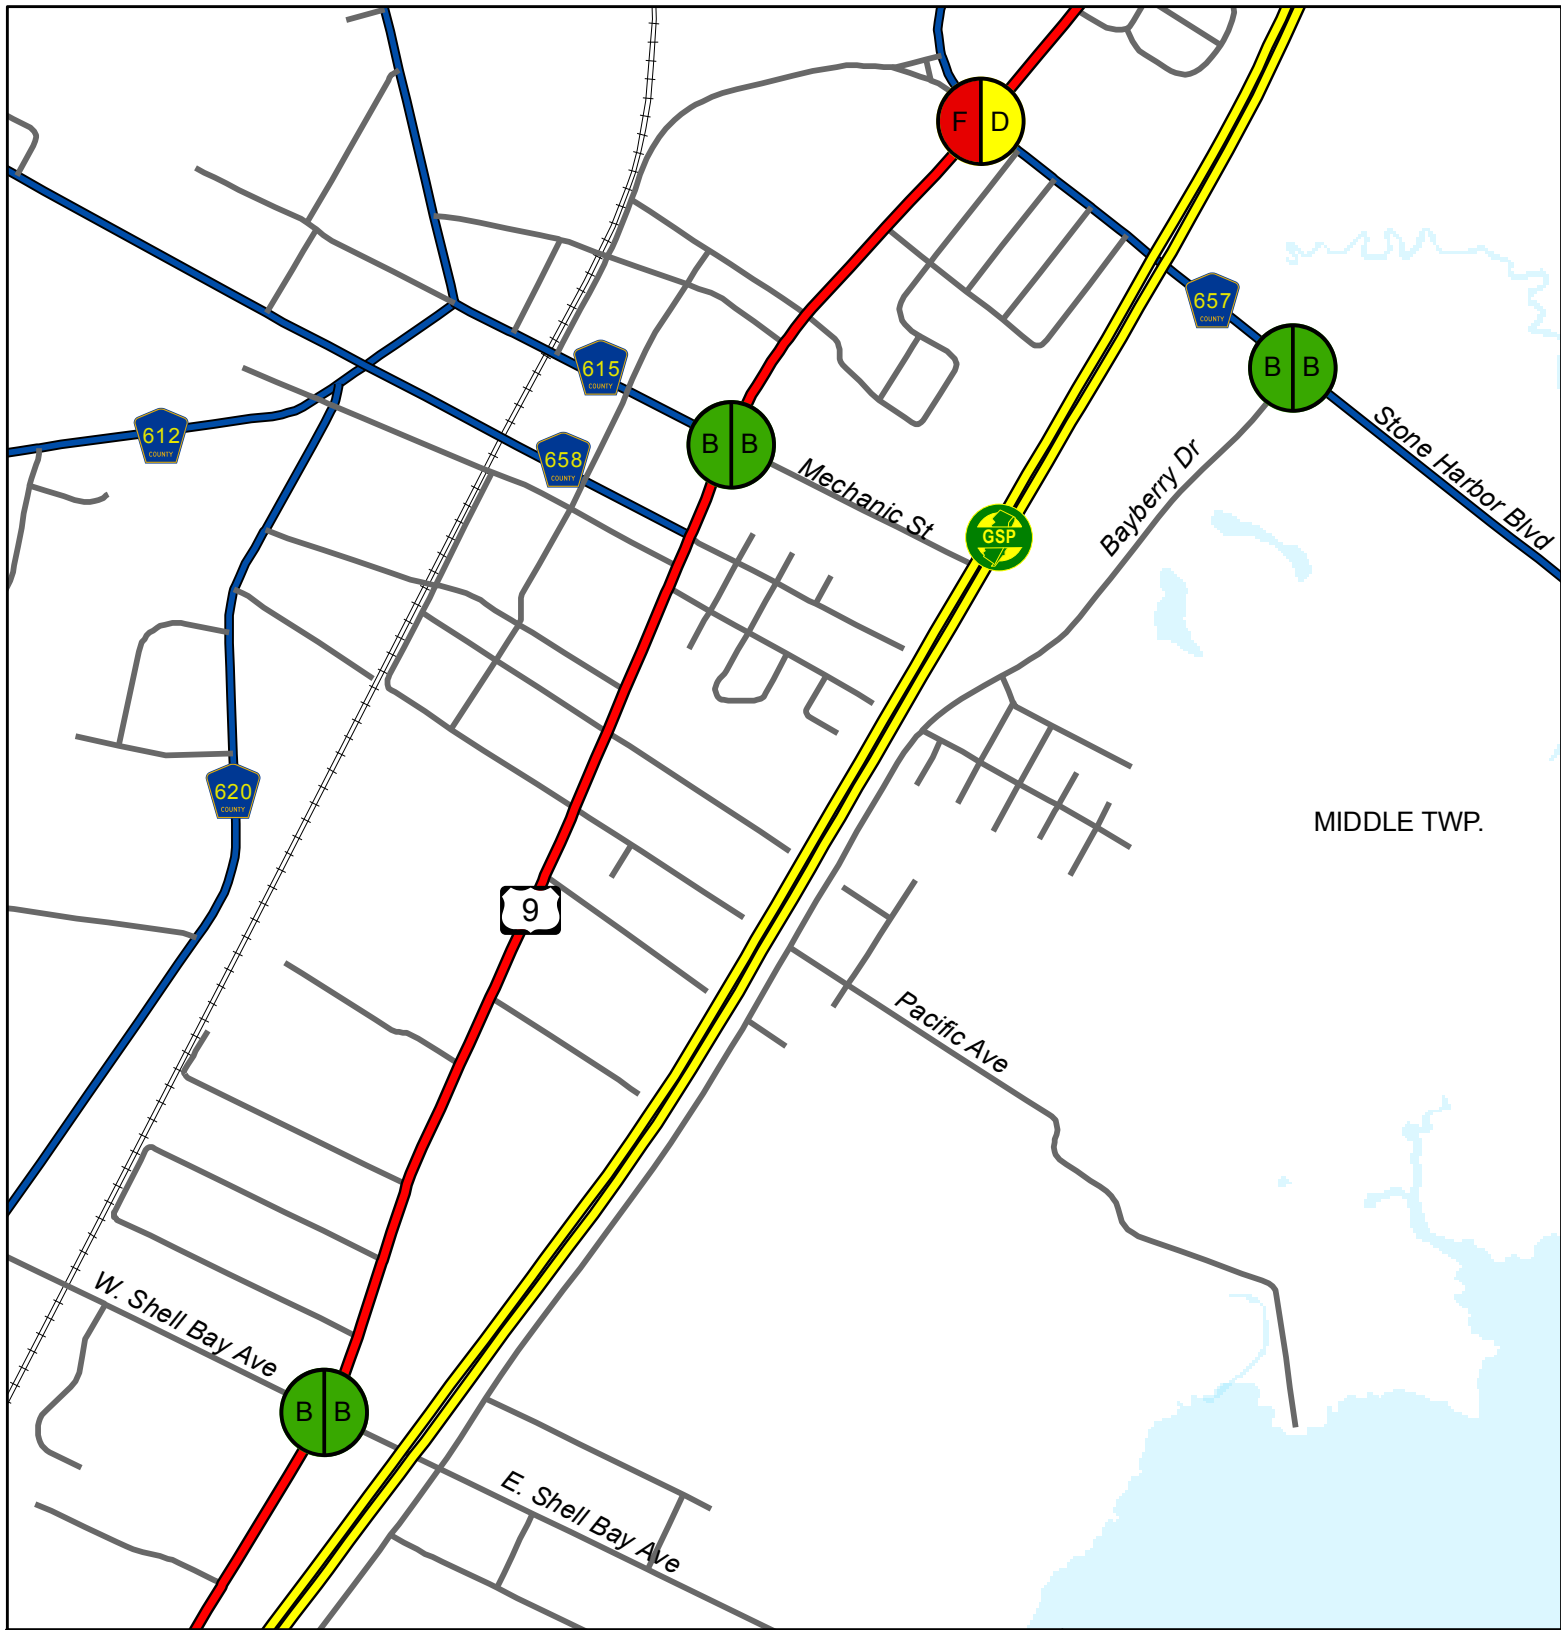 F D
657
COUNTY
B B
615
COUNTY
Stone Harbor Blvd
612
COUNTY
658
COUNTY
B B
Mechanic St
Bayberry Dr
GSP
620
COUNTY
MIDDLE TWP.
9
Pacific Ave
W. Shell Bay Ave
B B
E. Shell Bay Ave